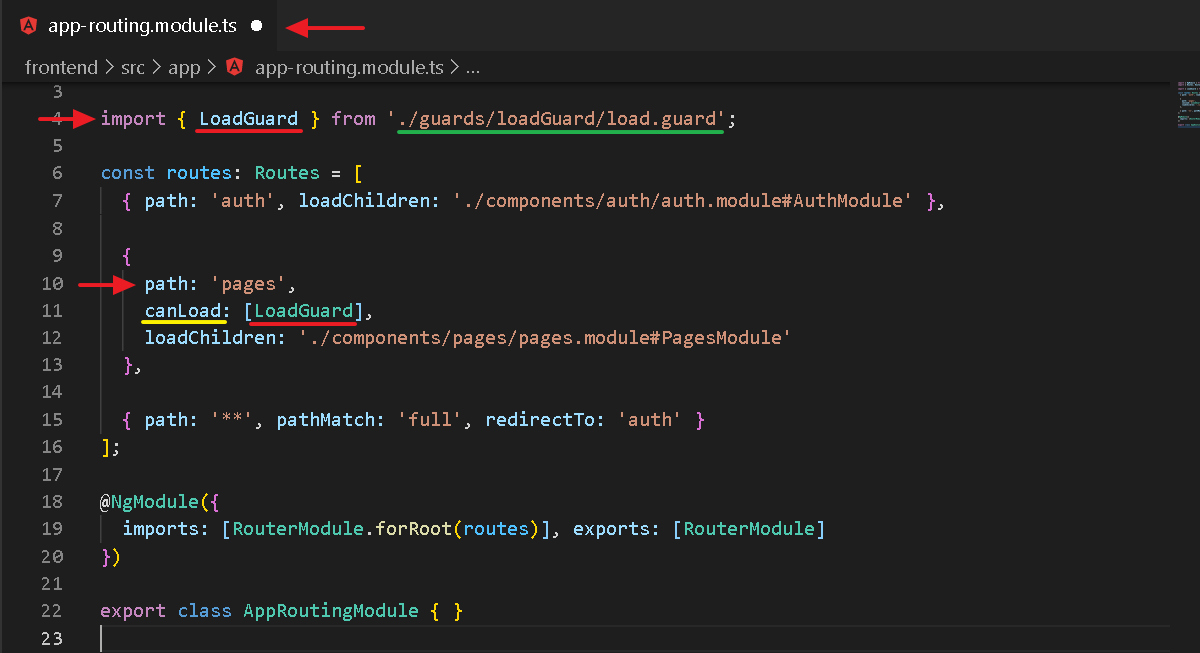 app-routing.module.ts
frontend > src > app > app-routing.module.ts > ...
3
4 import { LoadGuard } from './guards/loadGuard/load.guard';
5
6 const routes: Routes = [
7 { path: 'auth', loadChildren: './components/auth/auth.module#AuthModule' },
8
9 {
10 path: 'pages',
11 canLoad: [LoadGuard],
12 loadChildren: './components/pages/pages.module#PagesModule'
13 },
14
15 { path: '**', pathMatch: 'full', redirectTo: 'auth' }
16 ];
17
18 @NgModule({
19 imports: [RouterModule.forRoot(routes)], exports: [RouterModule]
20 })
21
22 export class AppRoutingModule { }
23